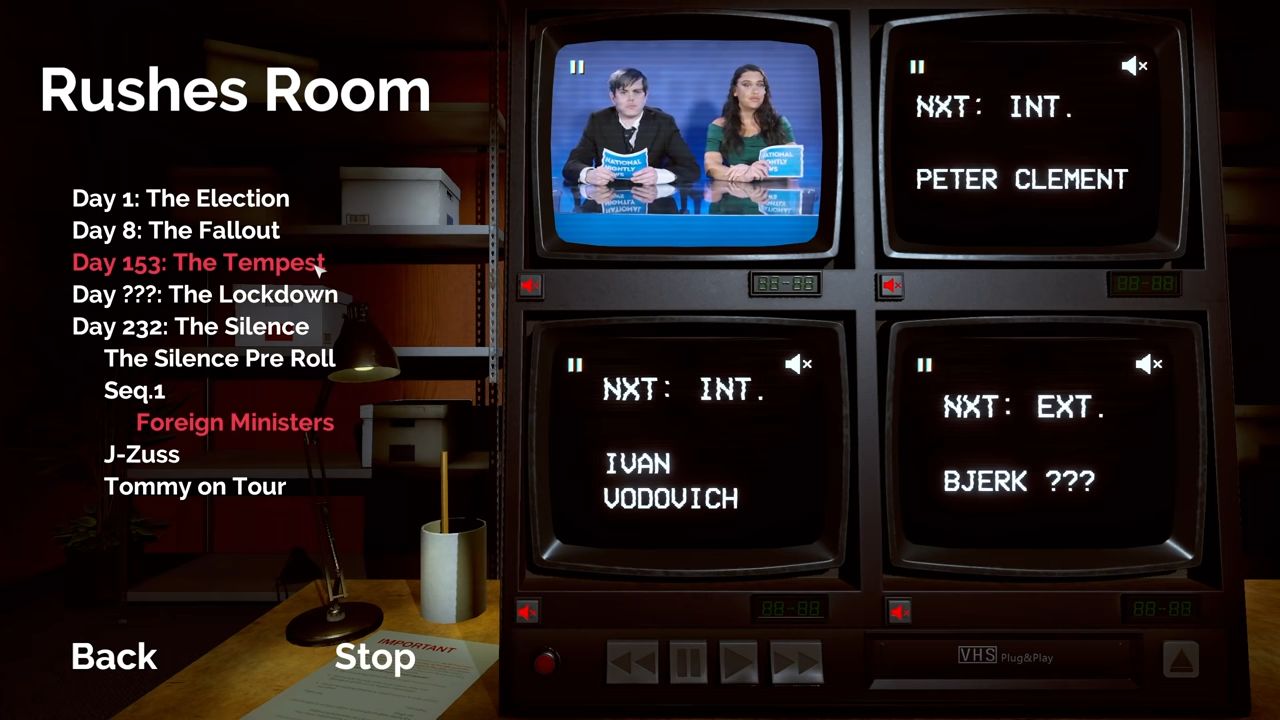 Rushes Room
Day 1: The Election
Day 8: The Fallout
Day 153: The Tempest
Day ???: The Lockdown
Day 232: The Silence
The Silence Pre Roll
Seq.1
Foreign Ministers
J-Zuss
Tommy on Tour
Back
Stop
IMPORTANT
NATIONAL
NIGHTLY
NXT: INT.
PETER CLEMENT
NXT: INT.
IVAN
VODOVICH
NXT: EXT.
BJERK ???
VHS Plug&Play